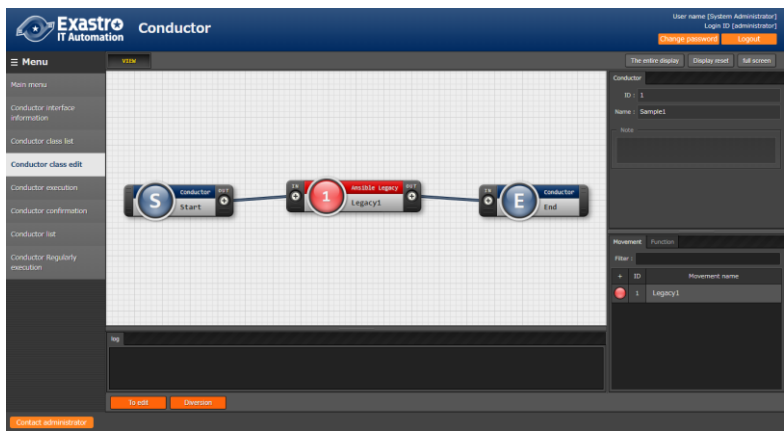 Exastro
IT Automation
Conductor
User name [System Administrator]
Login ID [administrator]
Change password
Logout
Menu
Main menu
Conductor interface
information
Conductor class list
Conductor class edit
Conductor execution
Conductor confirmation
Conductor list
Conductor Regularly
execution
VIEW
The entire display
Display reset
full screen
S
Conductor
Start
OUT
IN
1
Ansible Legacy
Legacy1
OUT
IN
E
Conductor
End
Conductor
ID : 1
Name : Sample1
Note
Movement Function
Filter :
+ ID Movement name
1 Legacy1
log
To edit
Diversion
Contact administrator